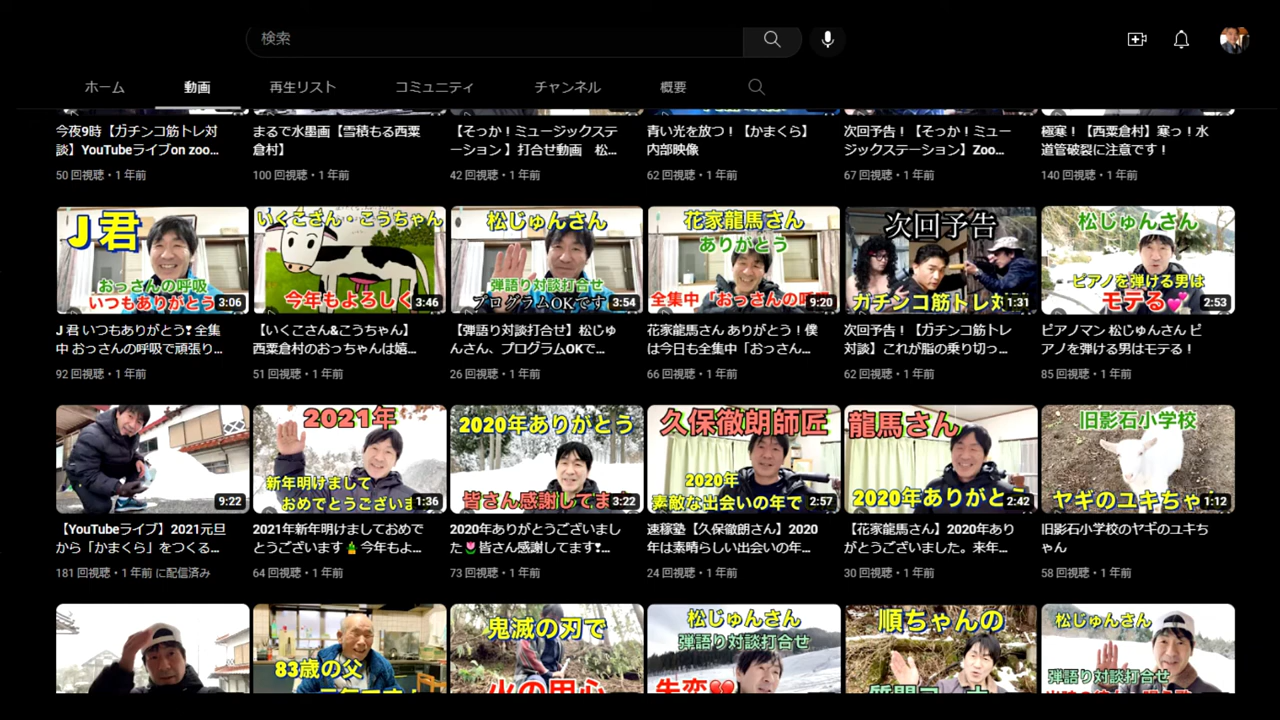 検索
ホーム
動画
再生リスト
コミュニティ
チャンネル
概要
今夜9時【ガチンコ筋トレ対
談】YouTubeライブon zoo...
50 回視聴・1 年前
まるで水墨画【雪積もる西粟
倉村】
100 回視聴・1 年前
【そっか！ミュージックステ
ーション 】打合せ動画　松...
42 回視聴・1 年前
青い光を放つ！【かまくら】
内部映像
62 回視聴・1 年前
次回予告！【そっか！ミュー
ジックステーション】Zoo...
67 回視聴・1 年前
極寒！【西粟倉村】寒っ！水
道管破裂に注意です！
140 回視聴・1 年前
J 君
おっさんの呼吸
いつもありがとう
3:06
J 君 いつもありがとう❣ 全集
中 おっさんの呼吸で頑張り...
92 回視聴・1 年前
いくこさん・こうちゃん
今年もよろしく
3:46
【いくこさん&こうちゃん】
西粟倉村のおっちゃんは嬉...
51 回視聴・1 年前
松じゅんさん
弾語り対談打合せ
プログラムOKです
3:54
【弾語り対談打合せ】松じゅ
んさん、プログラムOKで...
26 回視聴・1 年前
花家龍馬さん
ありがとう
全集中「おっさんの呼
9:20
花家龍馬さん ありがとう！僕
は今日も全集中「おっさん...
66 回視聴・1 年前
次回予告
ガチンコ筋トレ対
1:31
次回予告！【ガチンコ筋トレ
対談】これが脂の乗り切っ...
62 回視聴・1 年前
松じゅんさん
ピアノを弾ける男は
モテる💕
2:53
ピアノマン 松じゅんさん ピ
アノを弾ける男はモテる！
85 回視聴・1 年前
9:22
【YouTubeライブ】2021元旦
から「かまくら」をつくる...
181 回視聴・1 年前 に配信済み
2021年
新年明けまして
おめでとうございま
1:36
2021年新年明けましておめで
とうございます🎍今年もよ...
64 回視聴・1 年前
2020年ありがとう
皆さん感謝してま
3:22
2020年ありがとうございまし
た🌷皆さん感謝してます❣...
73 回視聴・1 年前
久保徹朗師匠
2020年
素敵な出会いの年で
2:57
速稼塾【久保徹朗さん】2020
年は素晴らしい出会いの年...
24 回視聴・1 年前
龍馬さん
2020年ありがと
2:42
【花家龍馬さん】2020年あり
がとうございました。来年...
30 回視聴・1 年前
旧影石小学校
ヤギのユキちゃ
1:12
旧影石小学校のヤギのユキち
ゃん
58 回視聴・1 年前
83歳の父
鬼滅の刃で
火の用心
松じゅんさん
弾語り対談打合せ
失恋💔
順ちゃんの
質問コーナ
松じゅんさん
弾語り対談打合せ